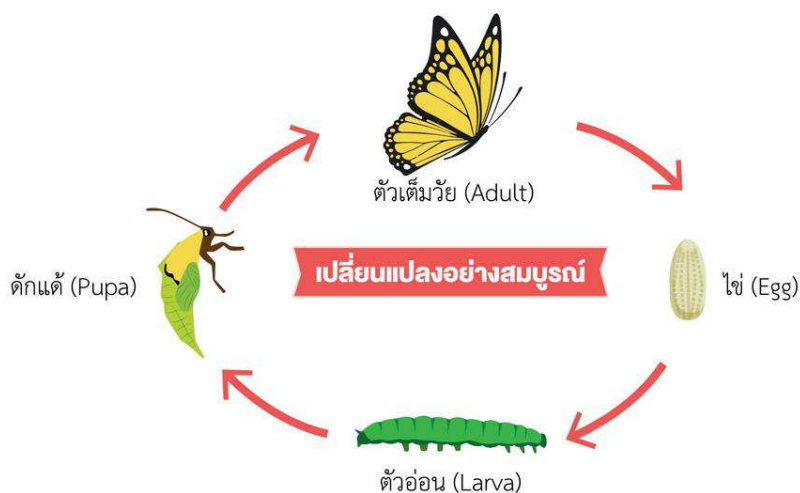 ตัวเต็มวัย (Adult)
เปลี่ยนแปลงอย่างสมบูรณ์
ดักแด้ (Pupa)
ไข่ (Egg)
ตัวอ่อน (Larva)